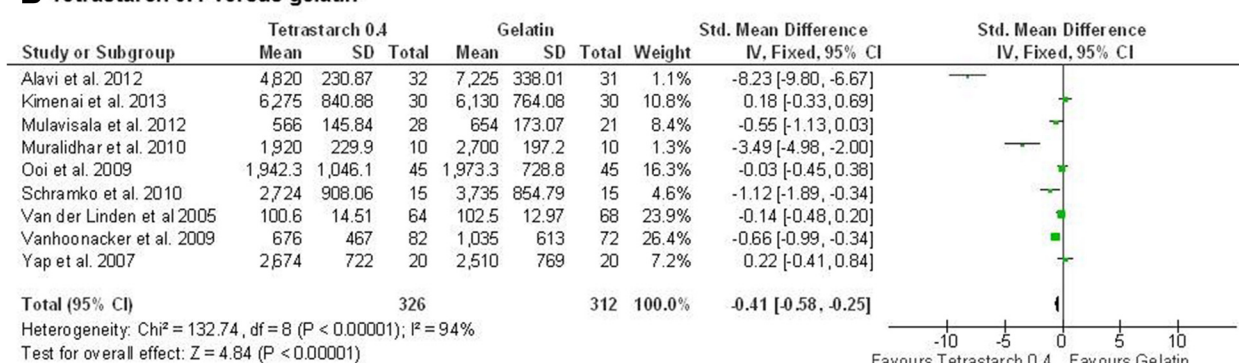 Tetrastarch 0.4 versus gelatin
Tetrastarch 0.4 Gelatin Std. Mean Difference Std. Mean Difference
Study or Subgroup Mean SD Total Mean SD Total Weight IV, Fixed, 95% CI IV, Fixed, 95% CI
Alavi et al. 2012 4,820 230.87 32 7,225 338.01 31 1.1% -8.23 [-9.80, -6.67]
Kimenai et al. 2013 6,275 840.88 30 6,130 764.08 30 10.8% 0.18 [-0.33, 0.69]
Mulavisala et al. 2012 566 145.84 28 654 173.07 21 8.4% -0.55 [-1.13, 0.03]
Muralidhar et al. 2010 1,920 229.9 10 2,700 197.2 10 1.3% -3.49 [-4.98, -2.00]
Ooi et al. 2009 1,942.3 1,046.1 45 1,973.3 728.8 45 16.3% -0.03 [-0.45, 0.38]
Schramko et al. 2010 2,724 908.06 15 3,735 854.79 15 4.6% -1.12 [-1.89, -0.34]
Van der Linden et al 2005 100.6 14.51 64 102.5 12.97 68 23.9% -0.14 [-0.48, 0.20]
Vanhoonacker et al. 2009 676 467 82 1,035 613 72 26.4% -0.66 [-0.99, -0.34]
Yap et al. 2007 2,674 722 20 2,510 769 20 7.2% 0.22 [-0.41, 0.84]
Total (95% CI) 326 312 100.0% -0.41 [-0.58, -0.25]
Heterogeneity: Chi² = 132.74, df = 8 (P < 0.00001); I² = 94%
Test for overall effect: Z = 4.84 (P < 0.00001)
-10 -5 0 5 10
Favours Tetrastarch 0.4 Favours Gelatin